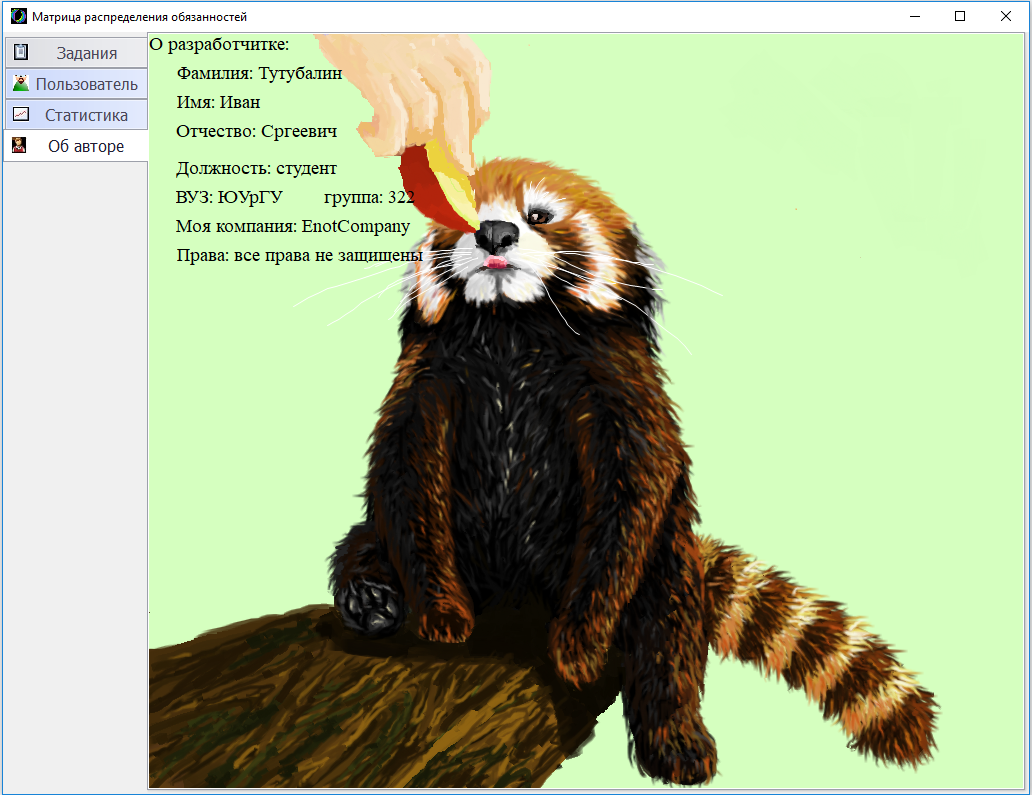 Матрица распределения обязанностей
Задания
Пользователь
Статистика
Об авторе
О разработчитке:
Фамилия: Тутубалин
Имя: Иван
Отчество: Сргеевич
Должность: студент
ВУЗ: ЮУрГУ группа: 322
Моя компания: EnotCompany
Права: все права не защищены